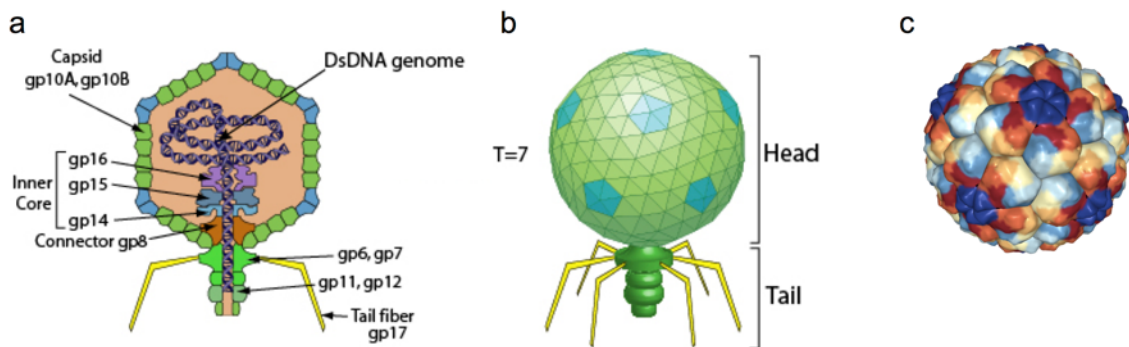 a
Capsid
gp10A, gp10B
DsDNA genome
gp16
Inner
Core
gp15
gp14
Connector gp8
gp6, gp7
gp11, gp12
Tail fiber
gp17
b
T=7
Head
Tail
c